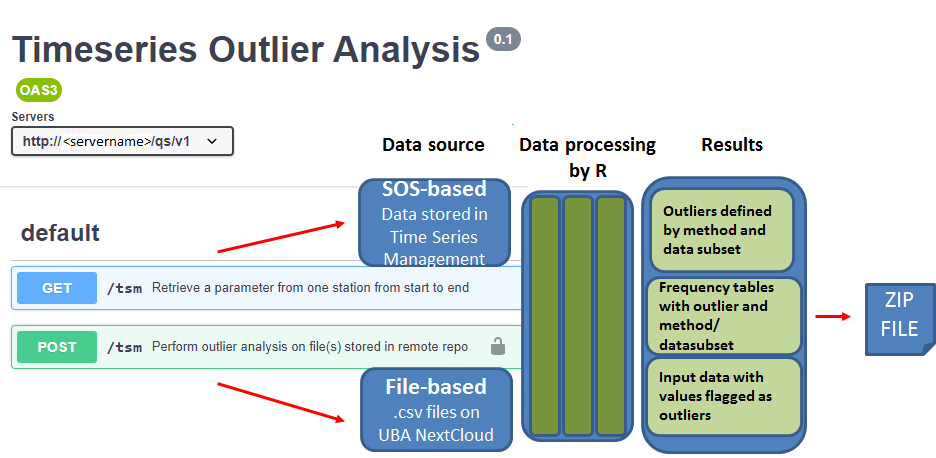 Timeseries Outlier Analysis 0.1
OAS3
Servers
http://<servername>/qs/v1
Data source
Data processing
by R
Results
SOS-based
Data stored in
Time Series
Management
default
GET /tsm Retrieve a parameter from one station from start to end
POST /tsm Perform outlier analysis on file(s) stored in remote repo
File-based
.csv files on
UBA NextCloud
Outliers defined
by method and
data subset
Frequency tables
with outlier and
method/
datasubset
Input data with
values flagged as
outliers
ZIP
FILE